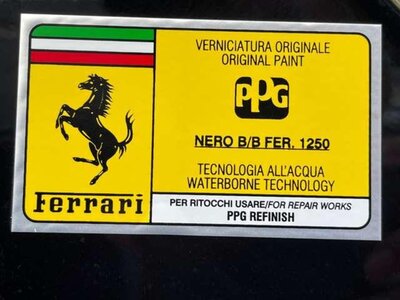 VERNICIATURA ORIGINALE
ORIGINAL PAINT
PPG
NERO B/B FER. 1250
TECNOLOGIA ALL'ACQUA
WATERBORNE TECHNOLOGY
Ferrari
PER RITOCCHI USARE/FOR REPAIR WORKS
PPG REFINISH